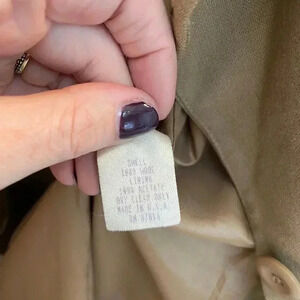 SHELL
100% WOOL
LINING
100% ACETATE
DRY CLEAN ONLY
MADE IN U.S.A.